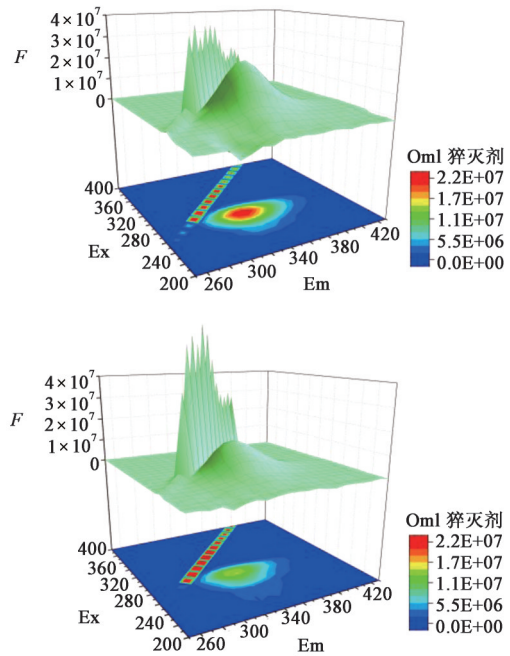 4×10⁷
3×10⁷
2×10⁷
1×10⁷
0
F
400
360
320
280
240
200
Ex
260
300
340
380
420
Em
Oml 猝灭剂
2.2E+07
1.7E+07
1.1E+07
5.5E+06
0.0E+00
4×10⁷
3×10⁷
2×10⁷
1×10⁷
0
F
400
360
320
280
240
200
Ex
260
300
340
380
420
Em
Oml 猝灭剂
2.2E+07
1.7E+07
1.1E+07
5.5E+06
0.0E+00